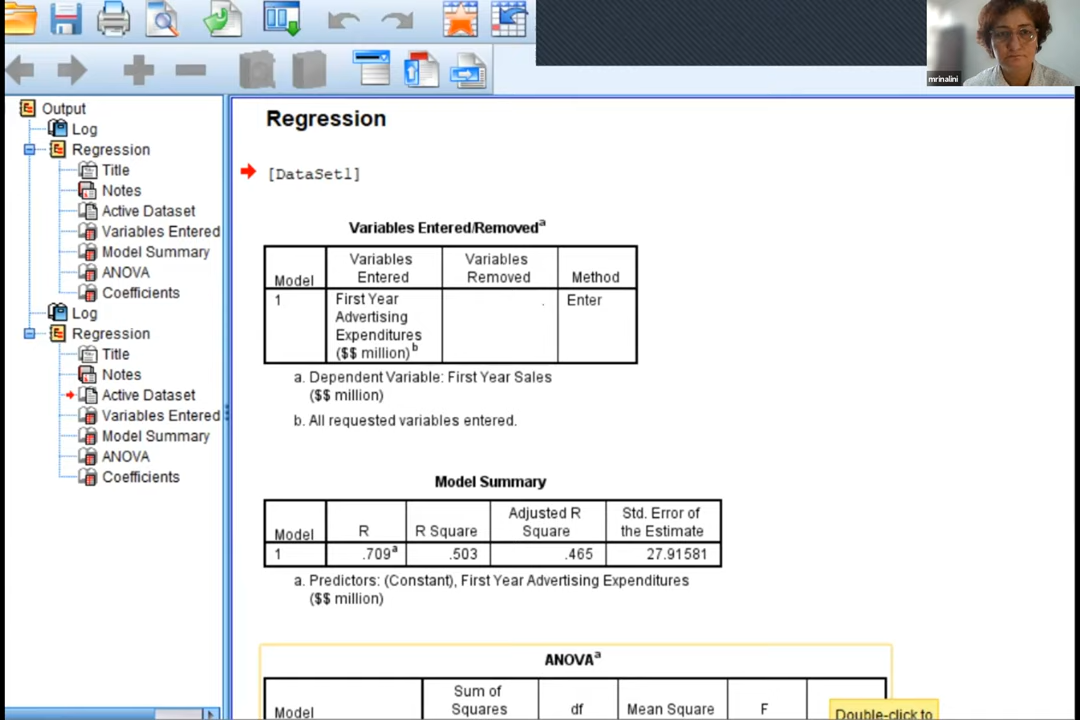 mrinalini
Output
Log
Regression
Title
Notes
Active Dataset
Variables Entered
Model Summary
ANOVA
Coefficients
Log
Regression
Title
Notes
Active Dataset
Variables Entered
Model Summary
ANOVA
Coefficients
Regression
[DataSet1]
Variables Entered/Removedᵃ
Model Variables Entered Variables Removed Method
1 First Year Advertising Expenditures ($$ million)ᵇ . Enter
a. Dependent Variable: First Year Sales
($$ million)
b. All requested variables entered.
Model Summary
Model R R Square Adjusted R Square Std. Error of the Estimate
1 .709ᵃ .503 .465 27.91581
a. Predictors: (Constant), First Year Advertising Expenditures
($$ million)
ANOVAᵃ
Model Sum of Squares df Mean Square F
Double-click to